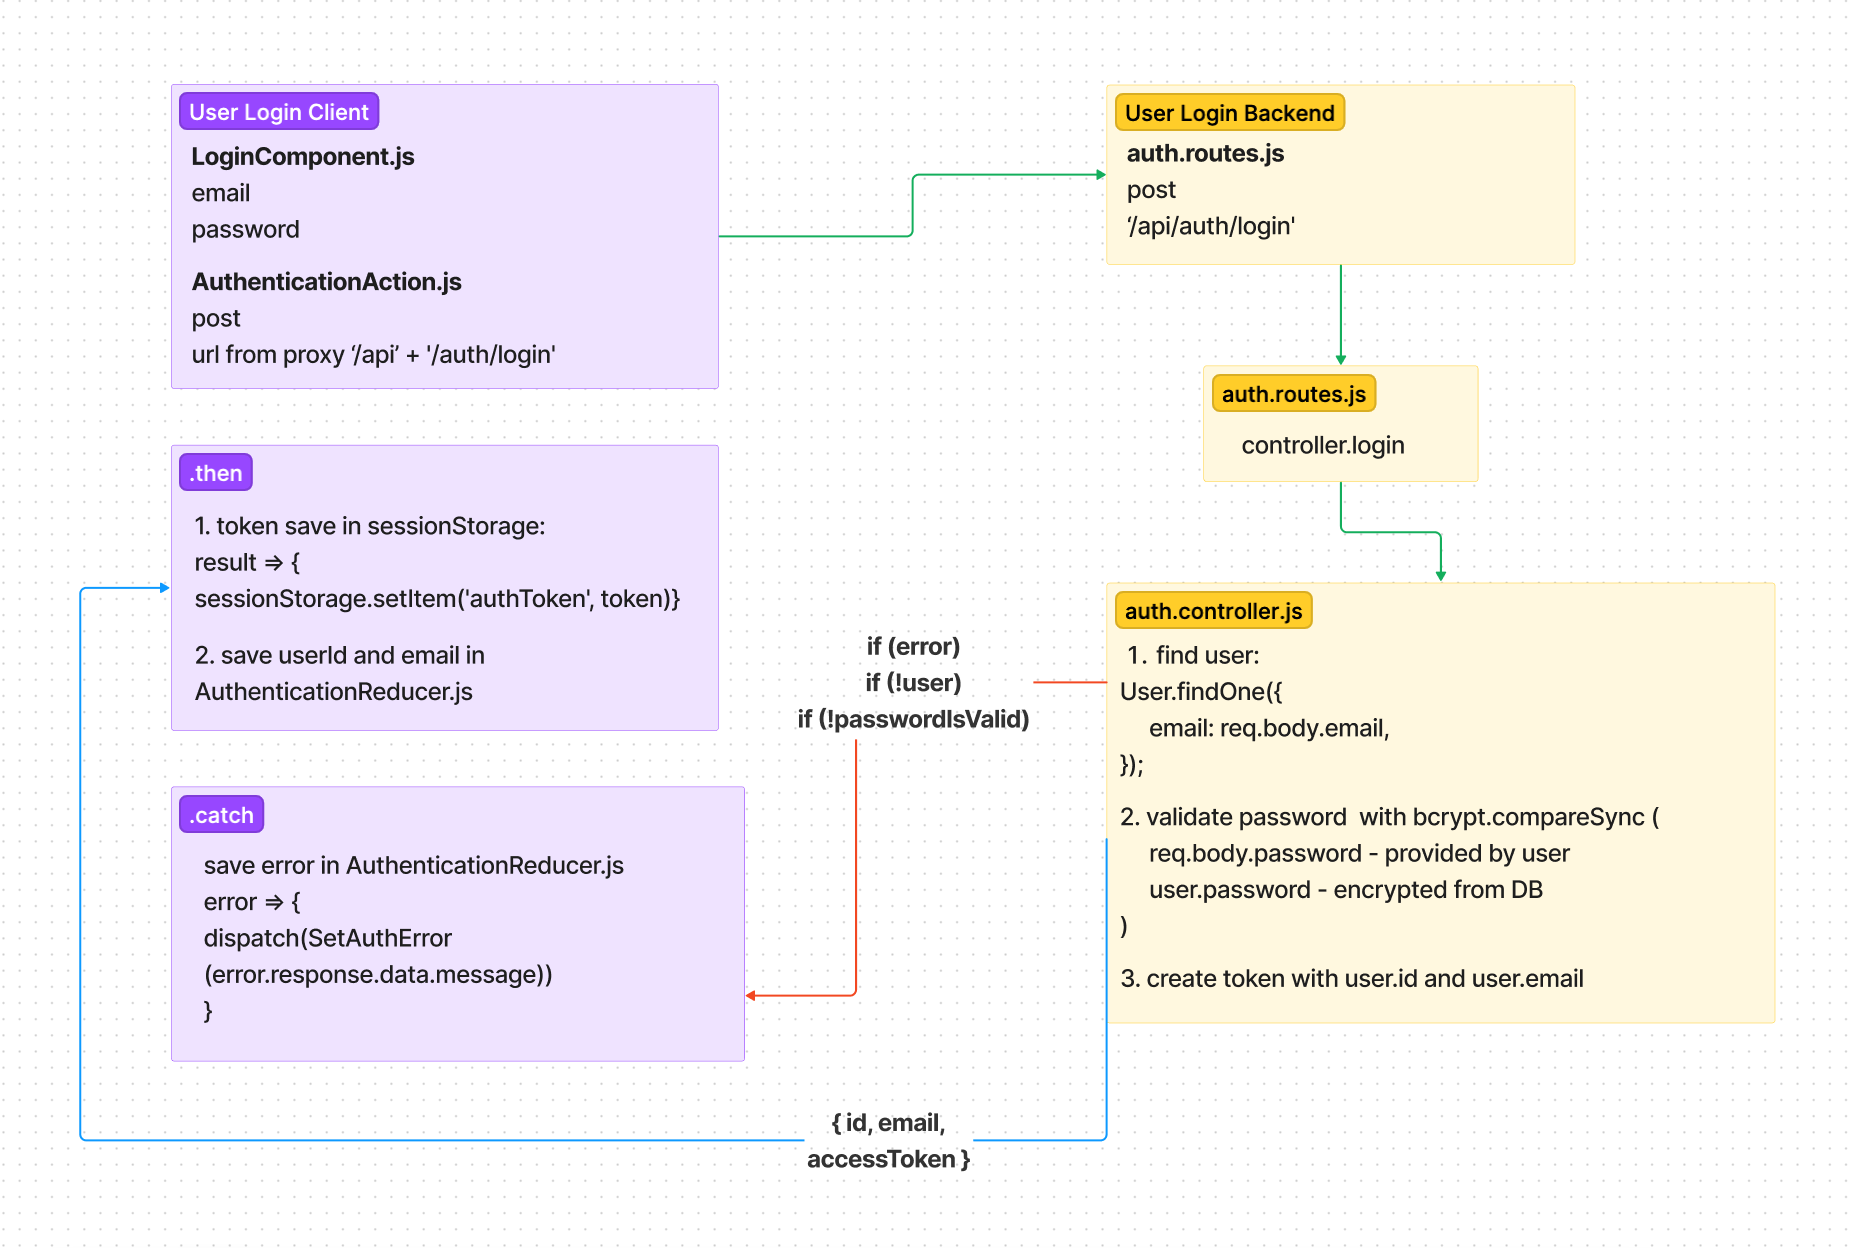 User Login Client
LoginComponent.js
email
password
AuthenticationAction.js
post
url from proxy ‘/api’ + '/auth/login'
User Login Backend
auth.routes.js
post
‘/api/auth/login'
auth.routes.js
controller.login
.then
1. token save in sessionStorage:
result => {
sessionStorage.setItem('authToken', token)}
2. save userId and email in
AuthenticationReducer.js
if (error)
if (!user)
if (!passwordIsValid)
auth.controller.js
1. find user:
User.findOne({
email: req.body.email,
});
2. validate password  with bcrypt.compareSync (
req.body.password - provided by user
user.password - encrypted from DB
)
3. create token with user.id and user.email
.catch
save error in AuthenticationReducer.js
error => {
dispatch(SetAuthError
(error.response.data.message))
}
{ id, email,
accessToken }